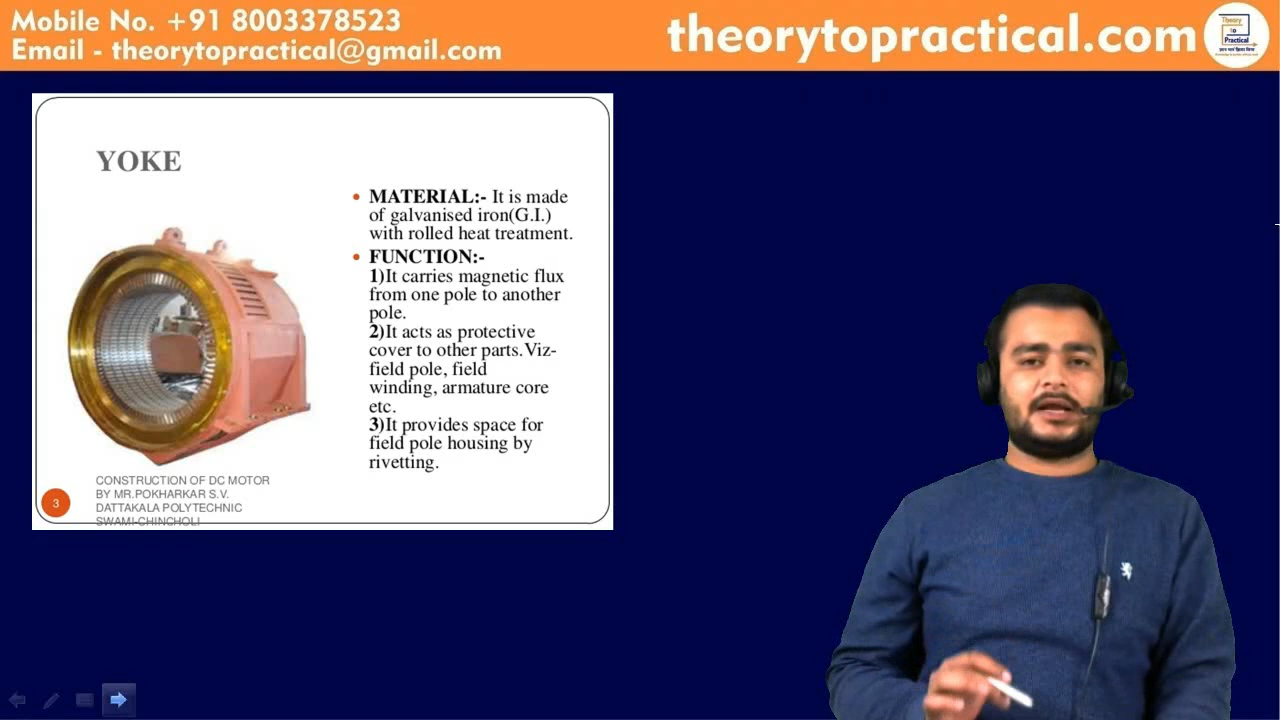 Mobile No. +91 8003378523
Email - theorytopractical@gmail.com
theorytopractical.com
Theory
to
Practical
YOKE
• MATERIAL:- It is made
of galvanised iron(G.I.)
with rolled heat treatment.
• FUNCTION:-
1)It carries magnetic flux
from one pole to another
pole.
2)It acts as protective
cover to other parts.Viz-
field pole, field
winding, armature core
etc.
3)It provides space for
field pole housing by
rivetting.
CONSTRUCTION OF DC MOTOR
BY MR.POKHARKAR S.V.
DATTAKALA POLYTECHNIC
SWAMI-CHINCHOLI
3